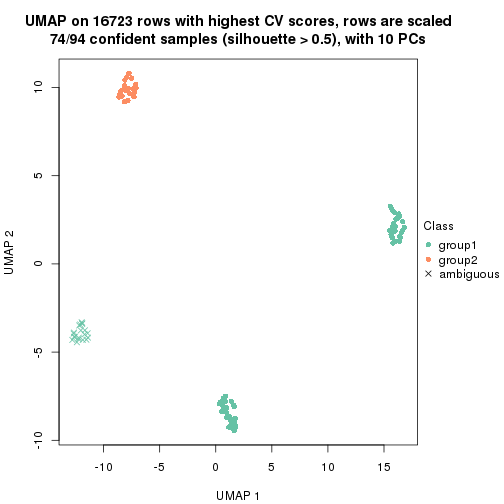 UMAP on 16723 rows with highest CV scores, rows are scaled
74/94 confident samples (silhouette > 0.5), with 10 PCs
10
5
0
-5
-10
UMAP 2
-10
-5
0
5
10
15
UMAP 1
Class
group1
group2
ambiguous